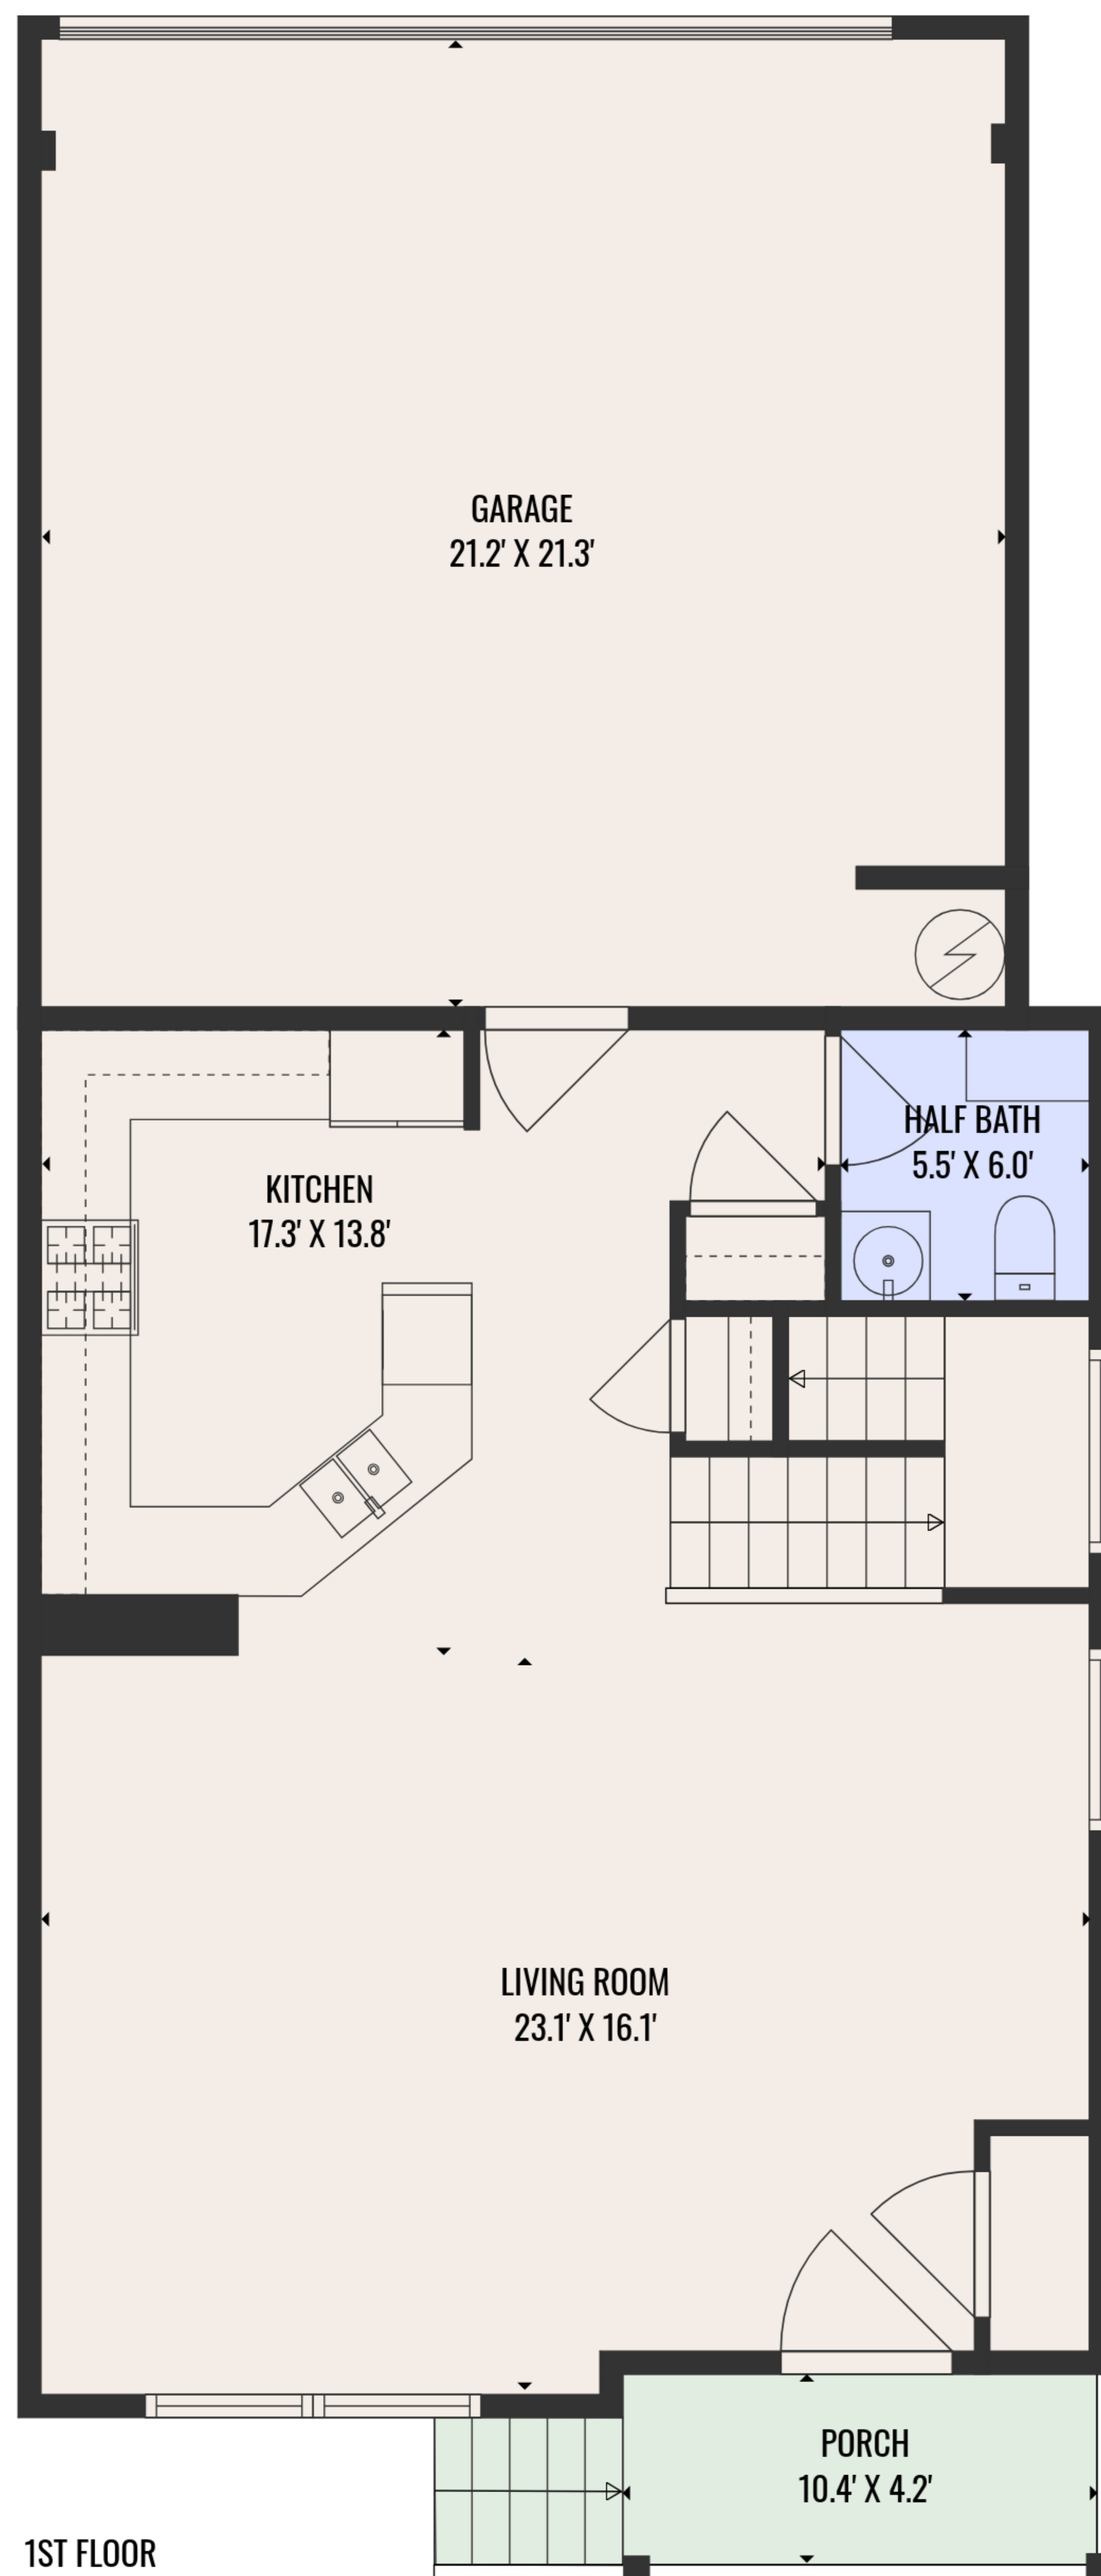 GARAGE
21.2' X 21.3'
HALF BATH
5.5' X 6.0'
KITCHEN
17.3' X 13.8'
LIVING ROOM
23.1' X 16.1'
PORCH
10.4' X 4.2'
1ST FLOOR